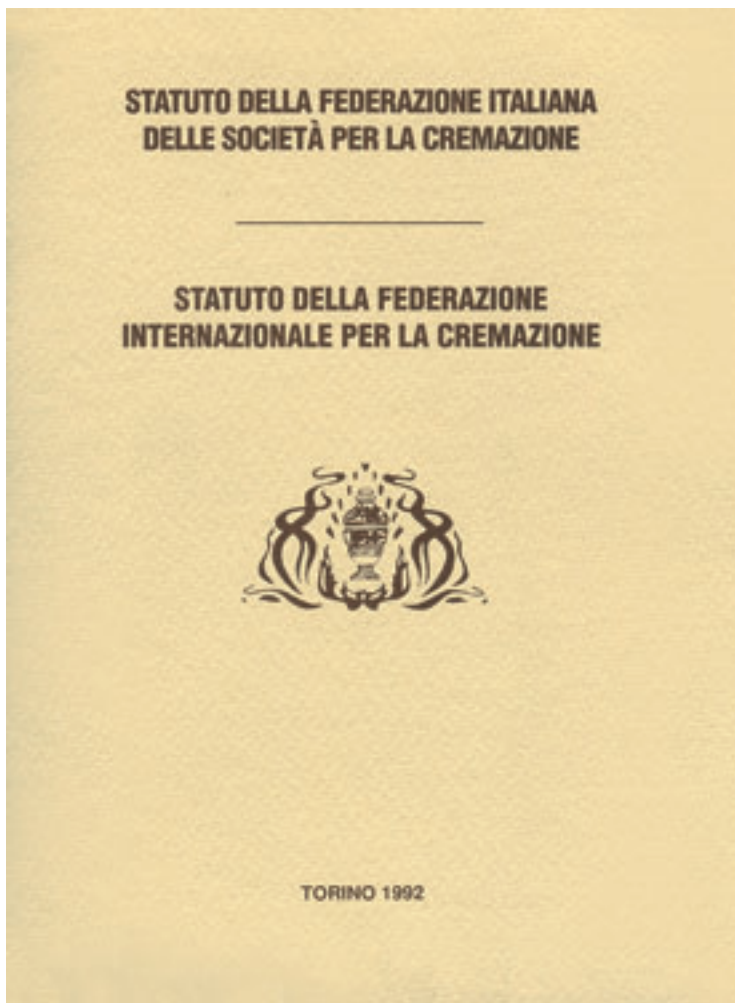 STATUTO DELLA FEDERAZIONE ITALIANA
DELLE SOCIETÀ PER LA CREMAZIONE
STATUTO DELLA FEDERAZIONE
INTERNAZIONALE PER LA CREMAZIONE
TORINO 1992